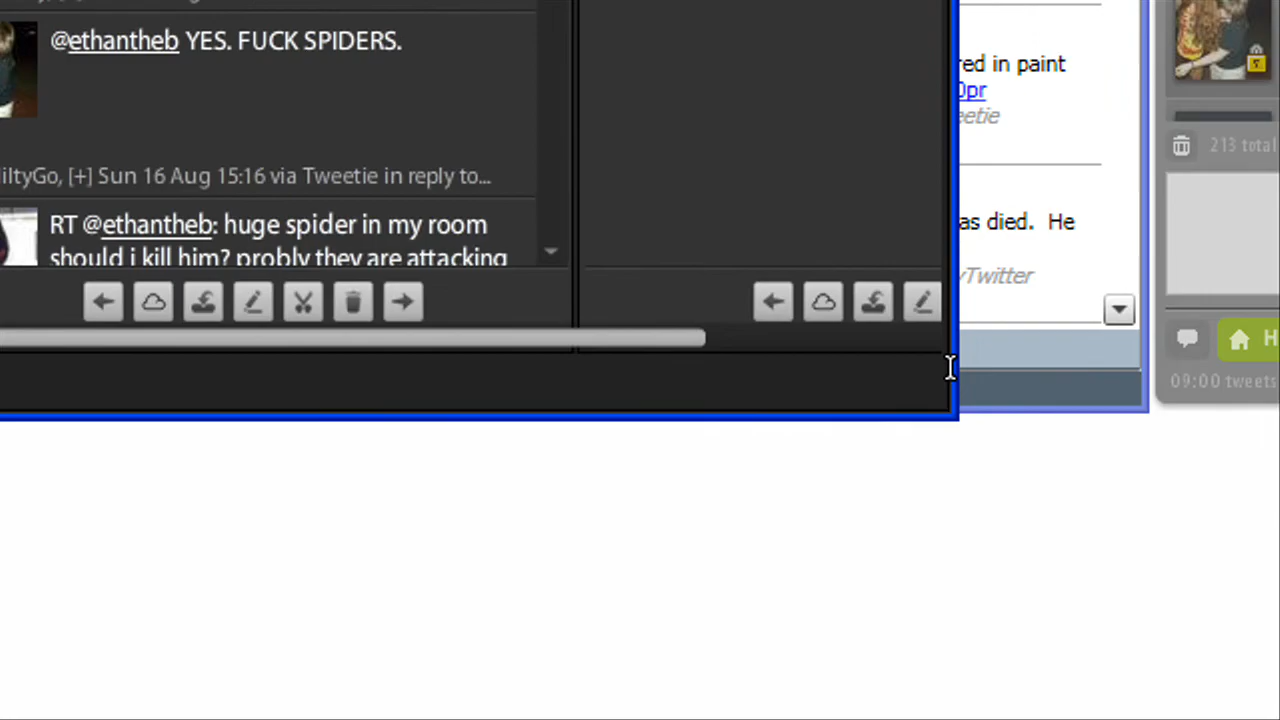 @ethantheb YES. FUCK SPIDERS.
iltyGo, [+] Sun 16 Aug 15:16 via Tweetie in reply to...
RT @ethantheb: huge spider in my room
should i kill him? probly they are attacking
red in paint
0pr
eetie
as died. He
yTwitter
213 total
H
09:00 tweets